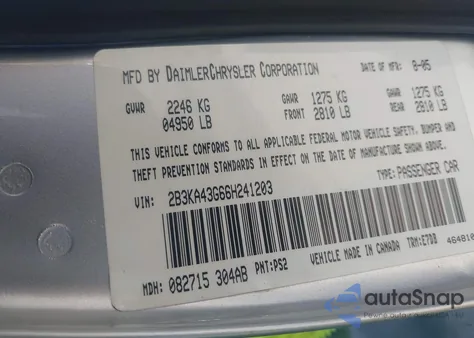 MFD BY DAIMLERCHRYSLER CORPORATION DATE OF MFR: 8-05
GVWR 2246 KG GAWR 1275 KG GAWR 1275 KG
04950 LB FRONT 2810 LB REAR 2810 LB
THIS VEHICLE CONFORMS TO ALL APPLICABLE FEDERAL MOTOR VEHICLE SAFETY, BUMPER AND
THEFT PREVENTION STANDARDS IN EFFECT ON THE DATE OF MANUFACTURE SHOWN ABOVE.
VIN: 2B3KA43G66H241203 TYPE: PASSENGER CAR
VEHICLE MADE IN CANADA TRM: E7DB 464810
MDH: 082715 304AB PNT: PS2
autoSnap